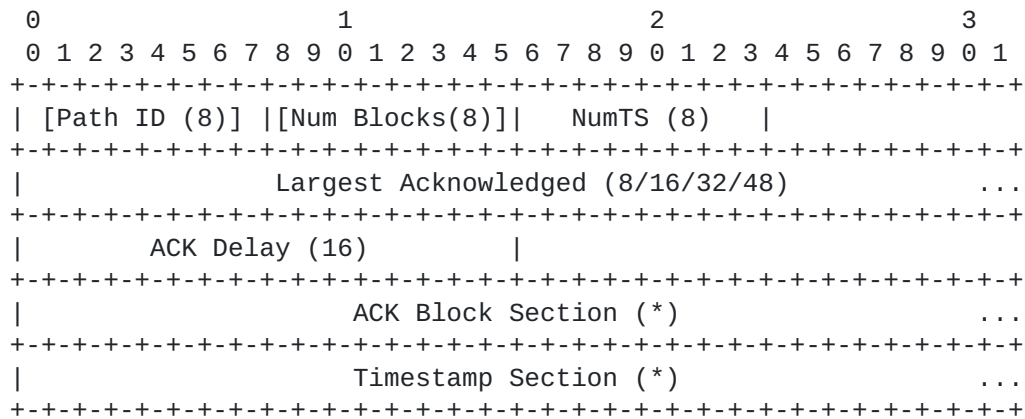 0                   1                   2                   3
 0 1 2 3 4 5 6 7 8 9 0 1 2 3 4 5 6 7 8 9 0 1 2 3 4 5 6 7 8 9 0 1
+-+-+-+-+-+-+-+-+-+-+-+-+-+-+-+-+-+-+-+-+-+-+-+-+-+-+-+-+-+-+-+-+
| [Path ID (8)] |[Num Blocks(8)]|   NumTS (8)   |
+-+-+-+-+-+-+-+-+-+-+-+-+-+-+-+-+-+-+-+-+-+-+-+-+-+-+-+-+-+-+-+-+
|                Largest Acknowledged (8/16/32/48)            ...
+-+-+-+-+-+-+-+-+-+-+-+-+-+-+-+-+-+-+-+-+-+-+-+-+-+-+-+-+-+-+-+-+
|        ACK Delay (16)         |
+-+-+-+-+-+-+-+-+-+-+-+-+-+-+-+-+-+-+-+-+-+-+-+-+-+-+-+-+-+-+-+-+
|                     ACK Block Section (*)                   ...
+-+-+-+-+-+-+-+-+-+-+-+-+-+-+-+-+-+-+-+-+-+-+-+-+-+-+-+-+-+-+-+-+
|                     Timestamp Section (*)                   ...
+-+-+-+-+-+-+-+-+-+-+-+-+-+-+-+-+-+-+-+-+-+-+-+-+-+-+-+-+-+-+-+-+